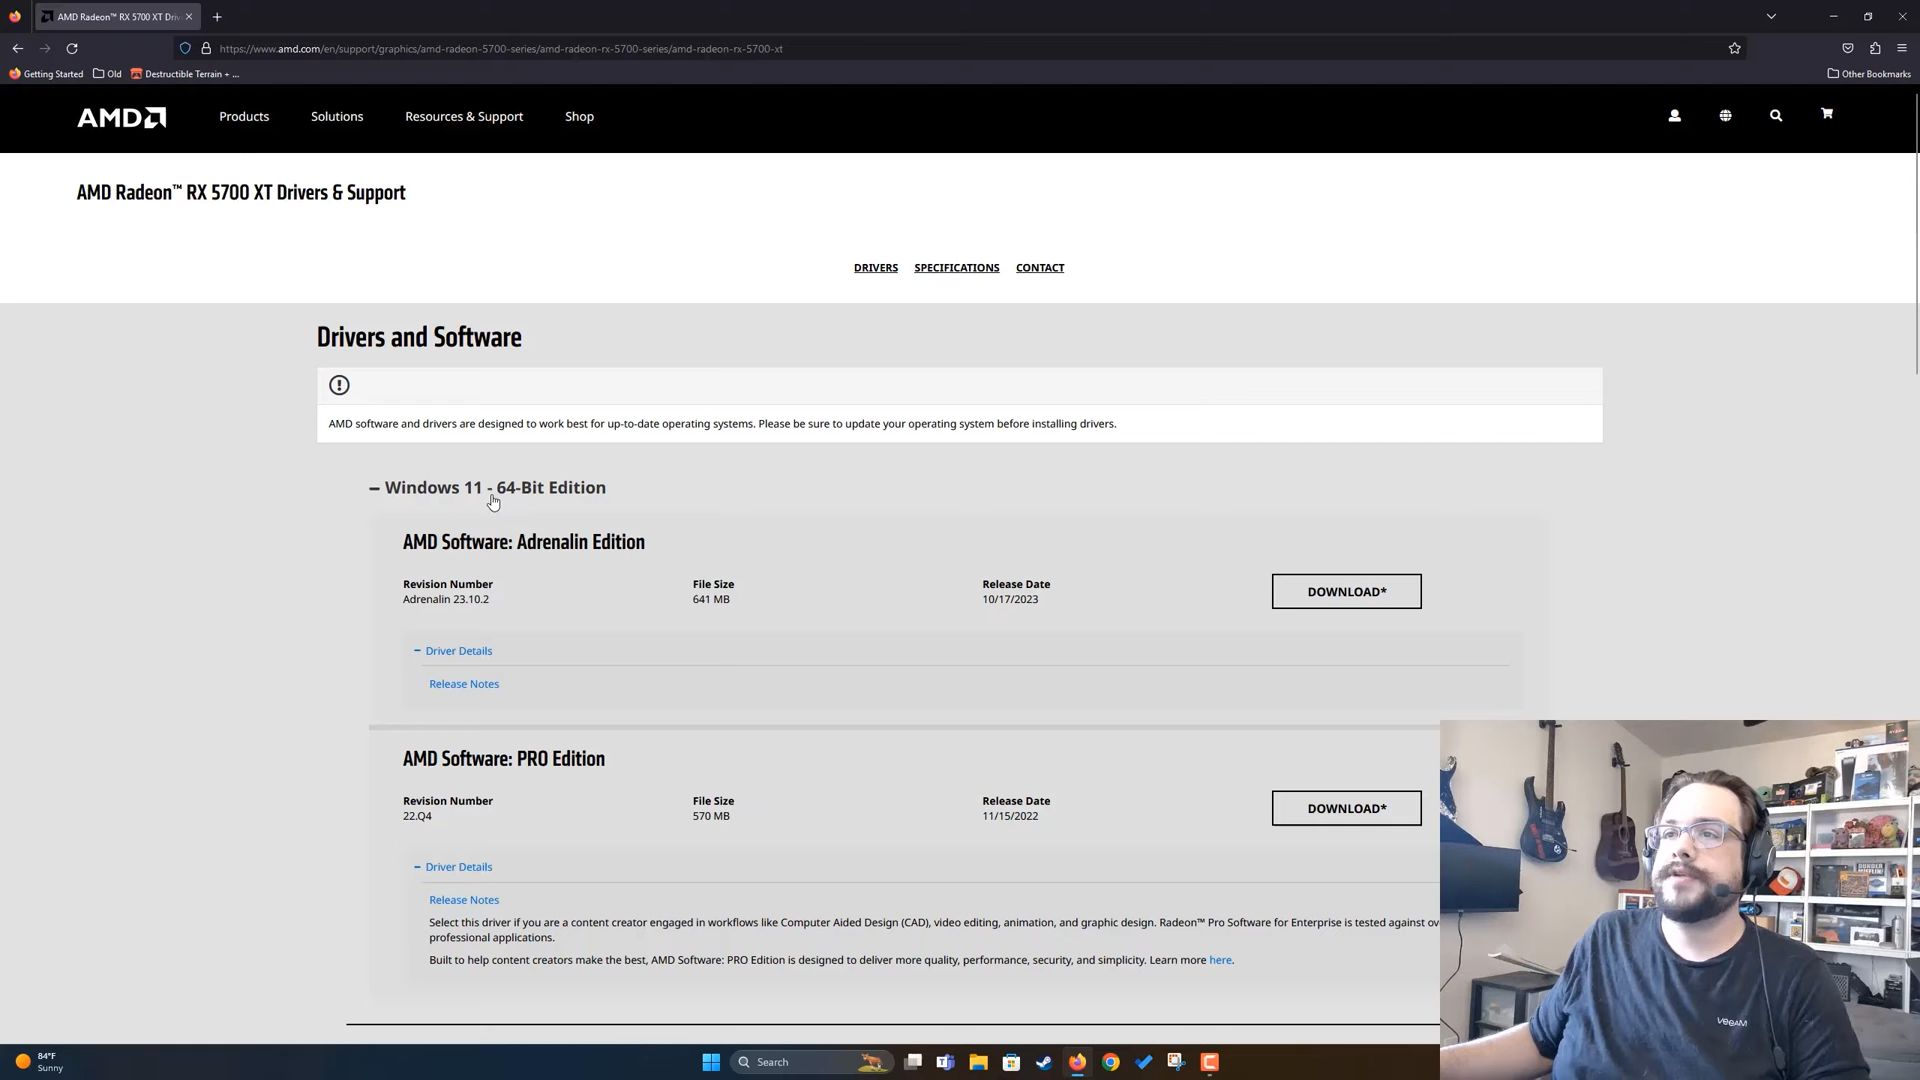 AMD Radeon™ RX 5700 XT Driv
https://www.amd.com/en/support/graphics/amd-radeon-5700-series/amd-radeon-rx-5700-series/amd-radeon-rx-5700-xt
Getting Started
Old
Destructible Terrain + ...
Other Bookmarks
AMD
Products
Solutions
Resources & Support
Shop
AMD Radeon™ RX 5700 XT Drivers & Support
DRIVERS
SPECIFICATIONS
CONTACT
Drivers and Software
AMD software and drivers are designed to work best for up-to-date operating systems. Please be sure to update your operating system before installing drivers.
Windows 11 - 64-Bit Edition
AMD Software: Adrenalin Edition
Revision Number
Adrenalin 23.10.2
File Size
641 MB
Release Date
10/17/2023
DOWNLOAD*
Driver Details
Release Notes
AMD Software: PRO Edition
Revision Number
22.Q4
File Size
570 MB
Release Date
11/15/2022
DOWNLOAD*
Driver Details
Release Notes
Select this driver if you are a content creator engaged in workflows like Computer Aided Design (CAD), video editing, animation, and graphic design. Radeon™ Pro Software for Enterprise is tested against ov
professional applications.
Built to help content creators make the best, AMD Software: PRO Edition is designed to deliver more quality, performance, security, and simplicity. Learn more here.
DUNDER
MIFFLIN
veeam
84°F
Sunny
Search